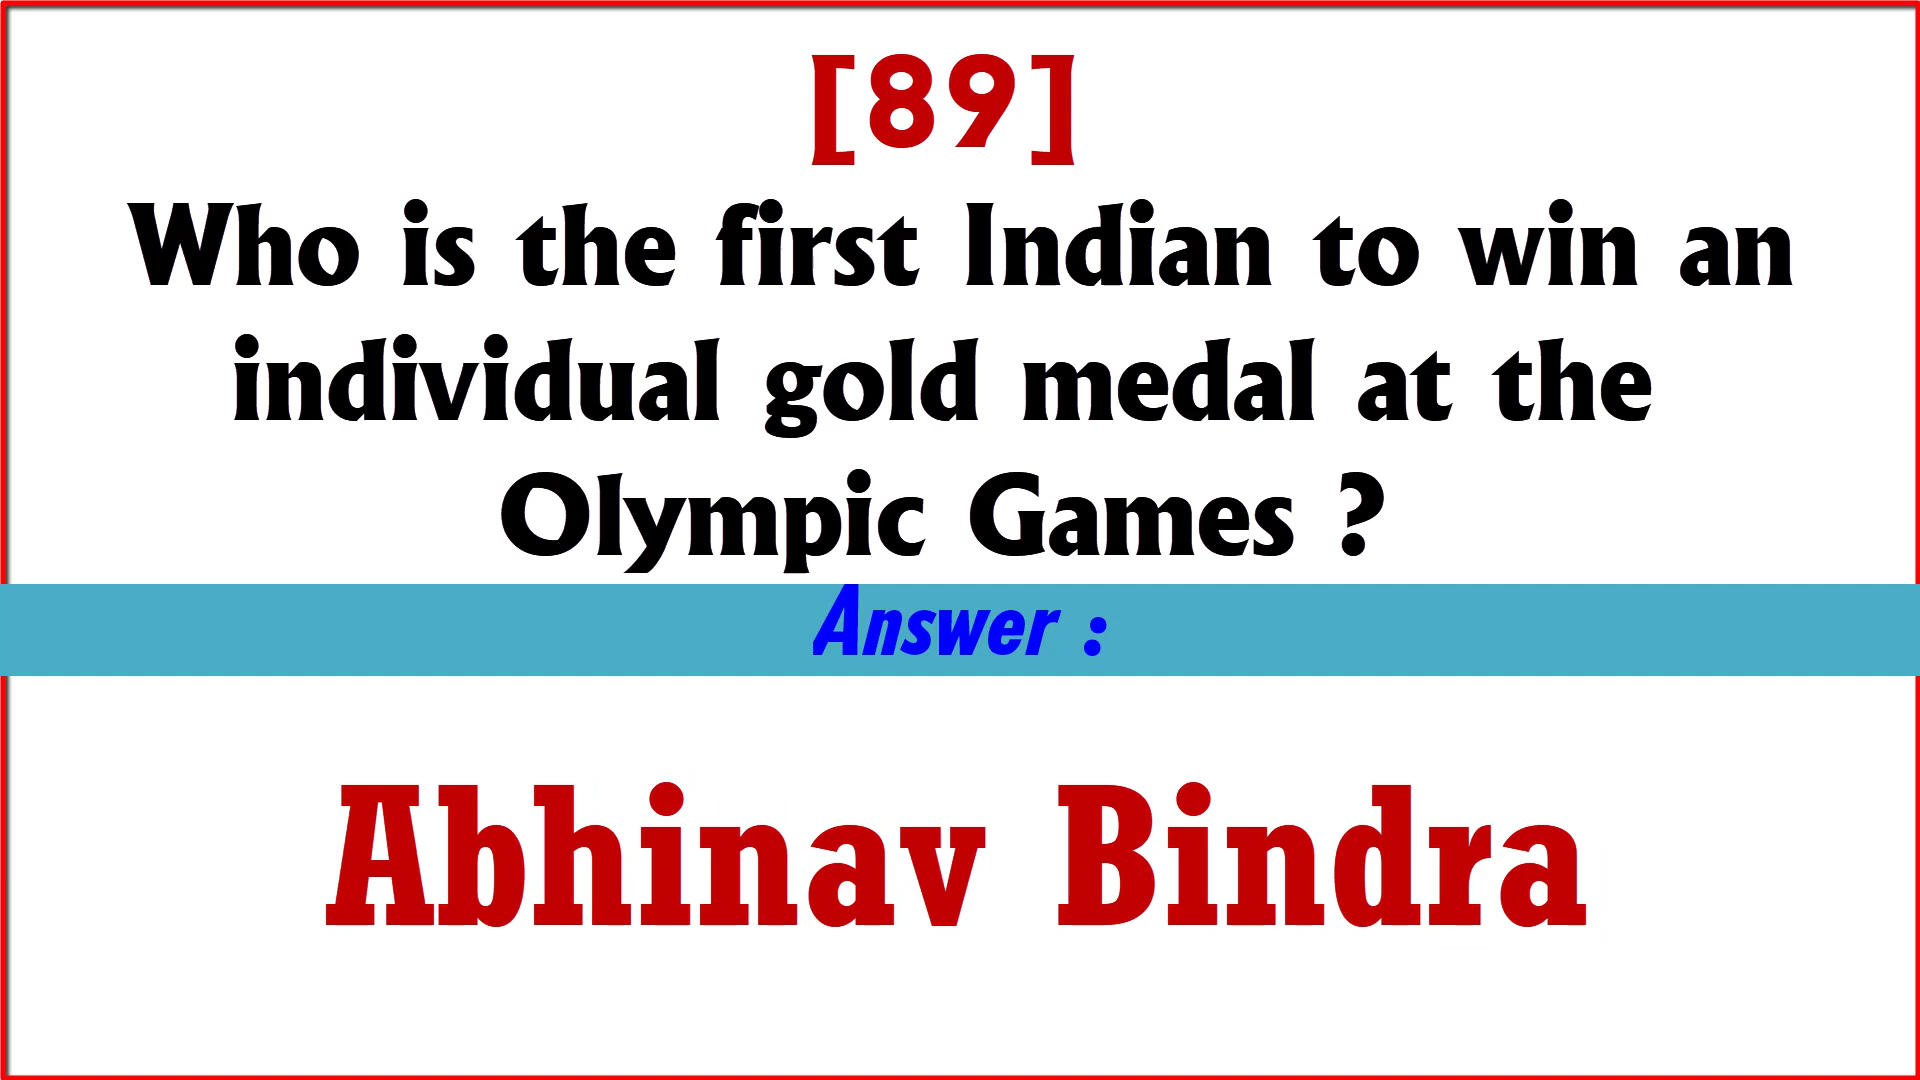 [89]
Who is the first Indian to win an
individual gold medal at the
Olympic Games ?
Answer :
Abhinav Bindra